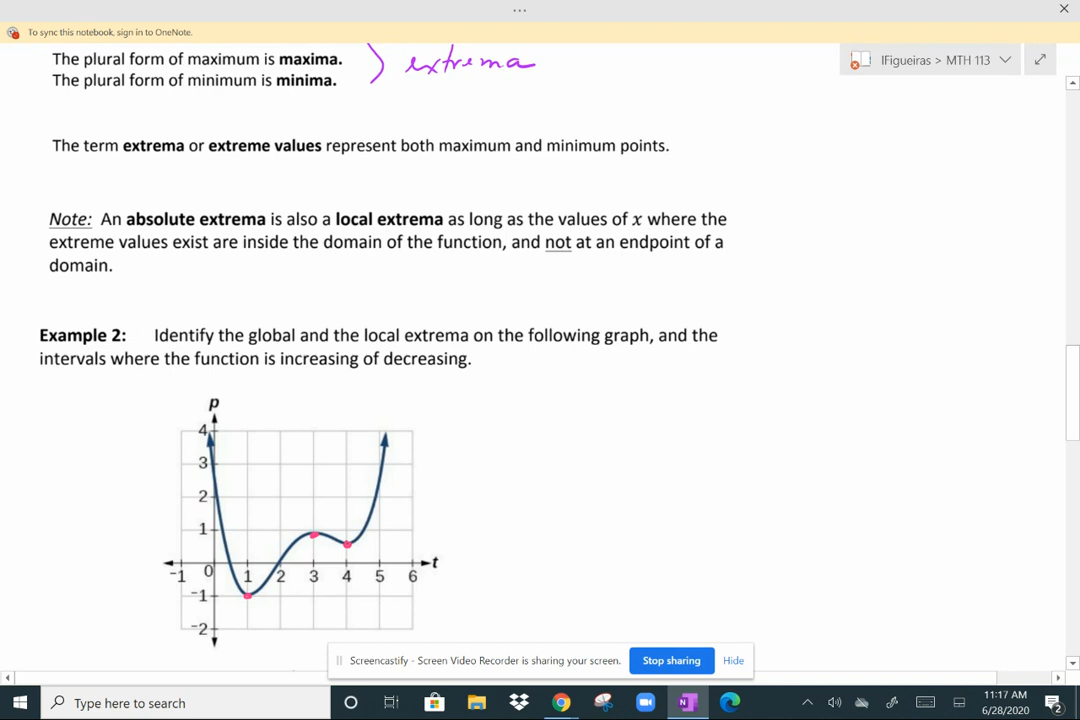 To sync this notebook, sign in to OneNote.
The plural form of maximum is maxima.
The plural form of minimum is minima.
extrema
IFigueiras > MTH 113
The term extrema or extreme values represent both maximum and minimum points.
Note: An absolute extrema is also a local extrema as long as the values of x where the
extreme values exist are inside the domain of the function, and not at an endpoint of a
domain.
Example 2: Identify the global and the local extrema on the following graph, and the
intervals where the function is increasing of decreasing.
p
4
3
2
1
-1 0 1 2 3 4 5 6 t
-1
-2
Screencastify - Screen Video Recorder is sharing your screen. Stop sharing Hide
Type here to search
11:17 AM
6/28/2020
2